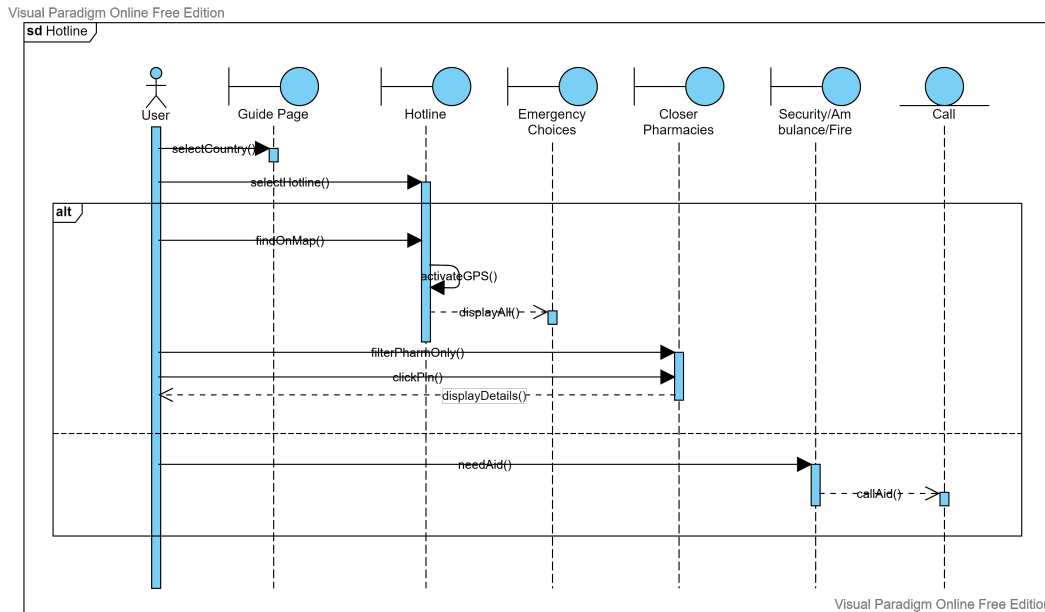 Visual Paradigm Online Free Edition
sd Hotline
User
Guide Page
Hotline
Emergency
Choices
Closer
Pharmacies
Security/Am
bulance/Fire
Call
selectCountry()
selectHotline()
alt
findOnMap()
activateGPS()
displayAll()
filterPharmOnly()
clickPin()
displayDetails()
needAid()
callAid()
Visual Paradigm Online Free Edition